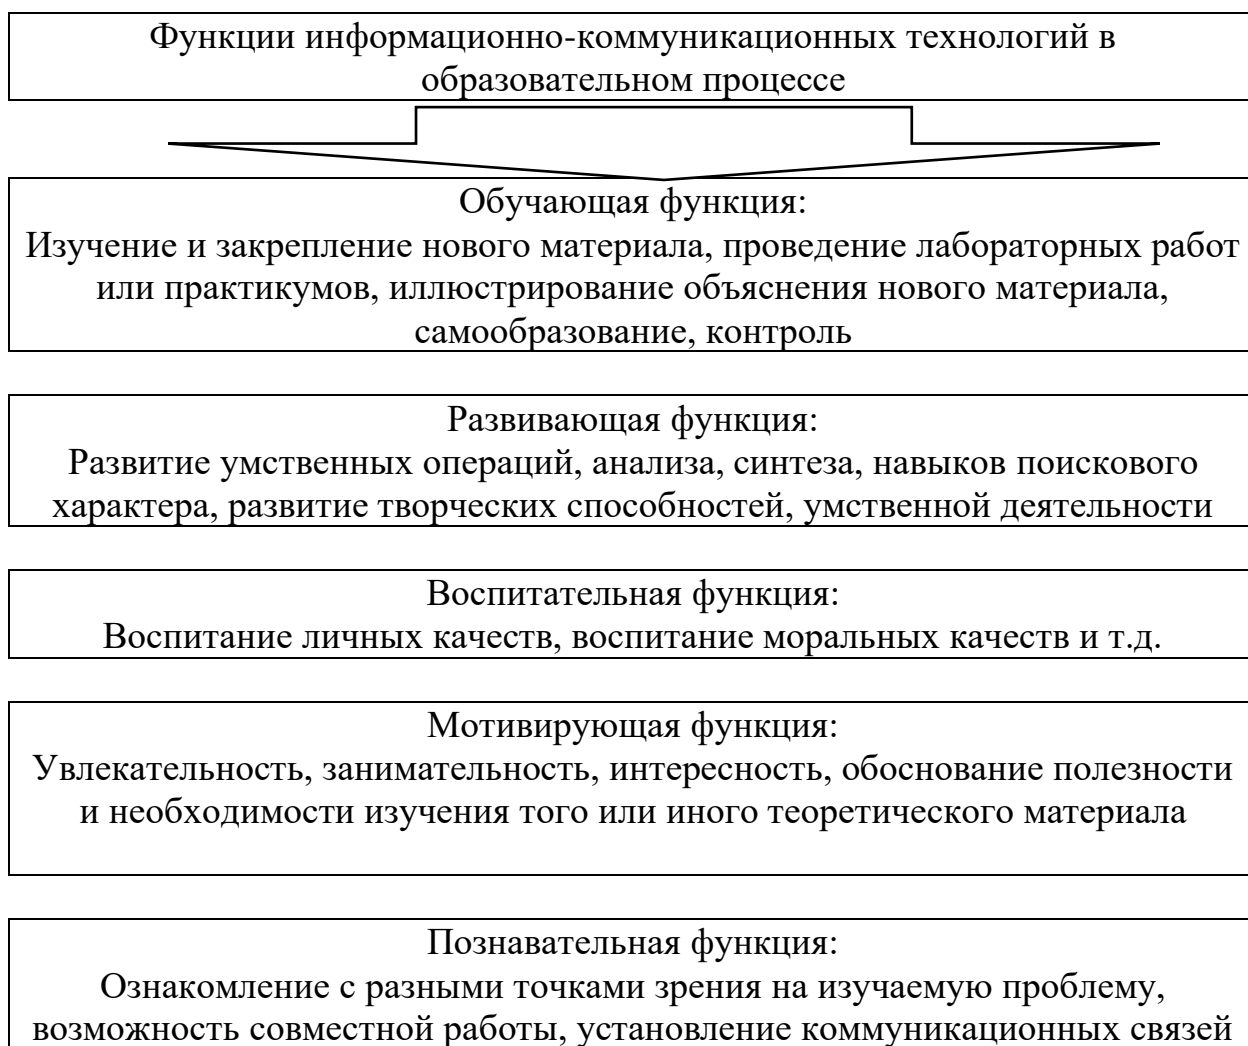 Функции информационно-коммуникационных технологий в
образовательном процессе
Обучающая функция:
Изучение и закрепление нового материала, проведение лабораторных работ
или практикумов, иллюстрирование объяснения нового материала,
самообразование, контроль
Развивающая функция:
Развитие умственных операций, анализа, синтеза, навыков поискового
характера, развитие творческих способностей, умственной деятельности
Воспитательная функция:
Воспитание личных качеств, воспитание моральных качеств и т.д.
Мотивирующая функция:
Увлекательность, занимательность, интересность, обоснование полезности
и необходимости изучения того или иного теоретического материала
Познавательная функция:
Ознакомление с разными точками зрения на изучаемую проблему,
возможность совместной работы, установление коммуникационных связей